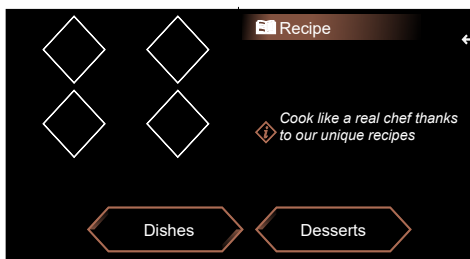 Recipe
Cook like a real chef thanks
to our unique recipes
Dishes
Desserts